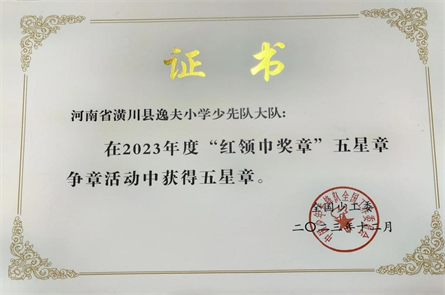 证书
河南省潢川县逸夫小学少先队大队:
在2023年度“红领巾奖章”五星章
争章活动中获得五星章。
全国少工委
二〇二三年十二月